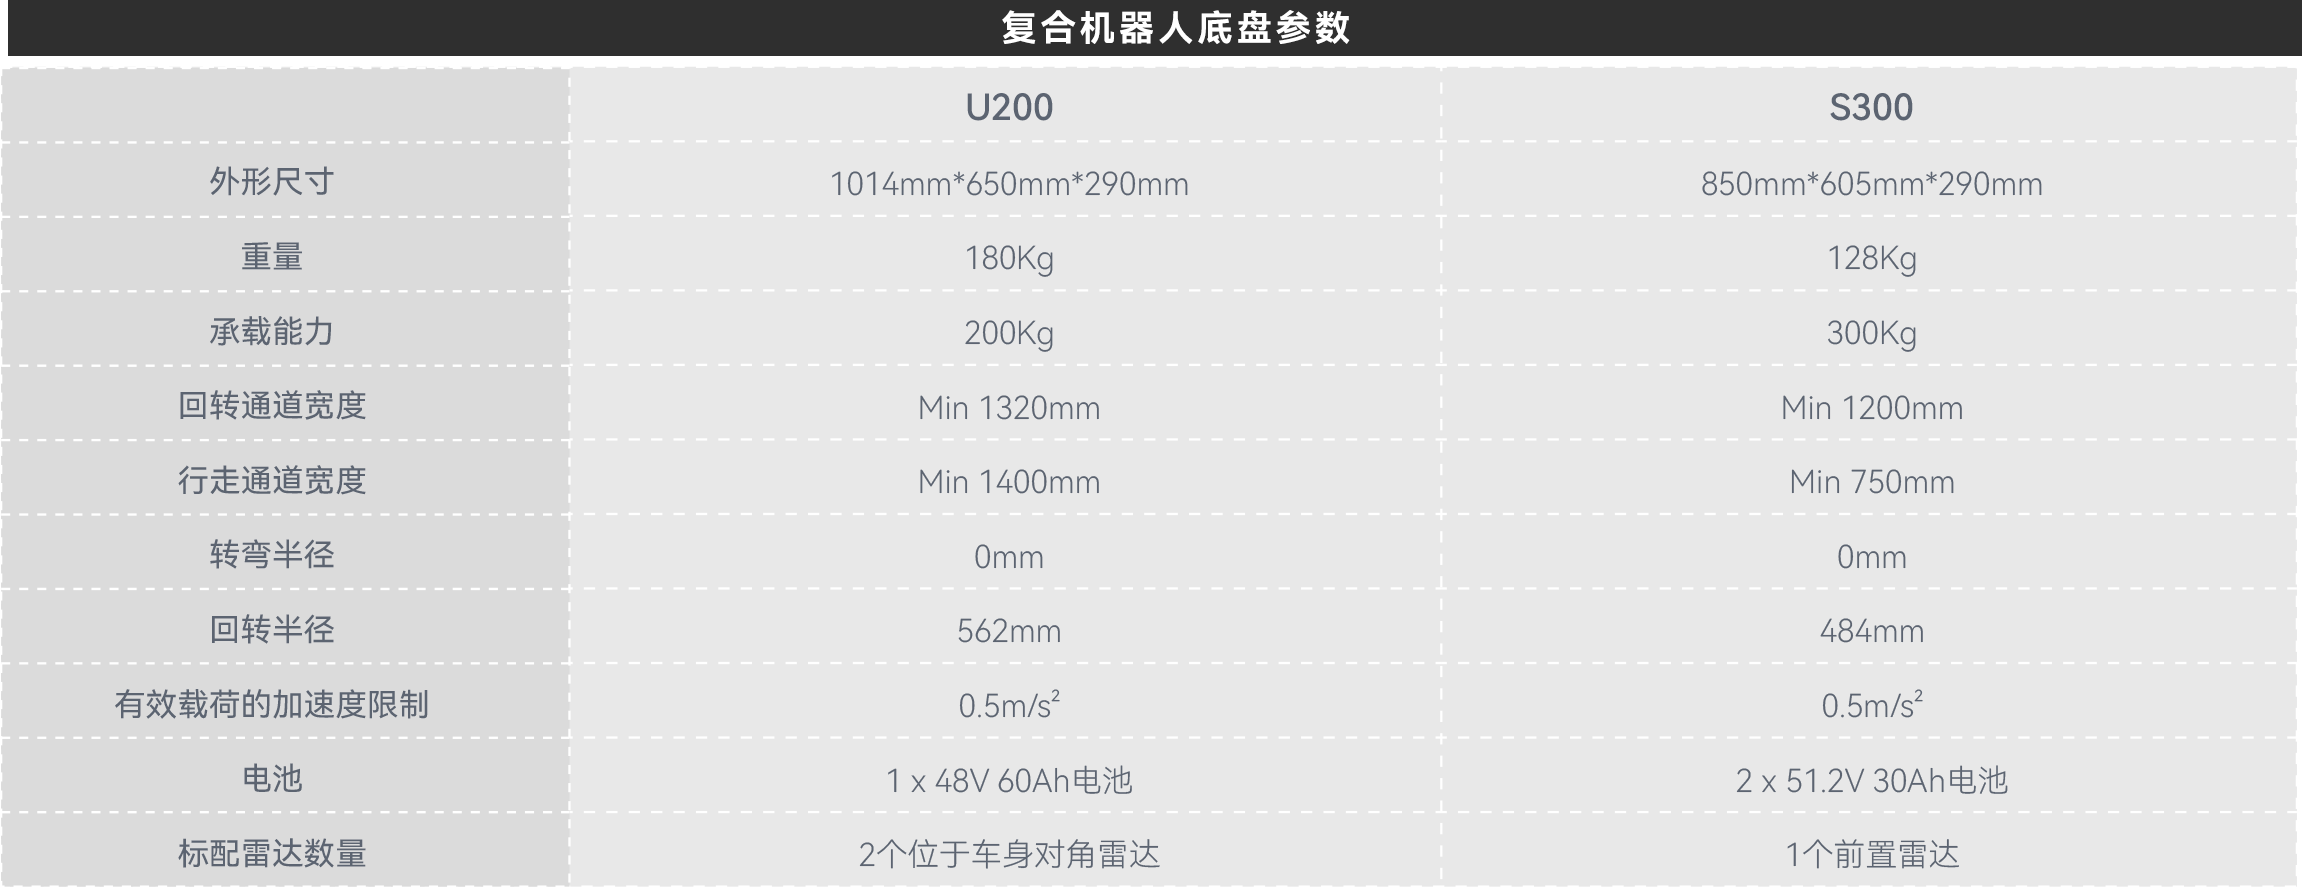 复合机器人底盘参数
U200 S300
外形尺寸 1014mm*650mm*290mm 850mm*605mm*290mm
重量 180Kg 128Kg
承载能力 200Kg 300Kg
回转通道宽度 Min 1320mm Min 1200mm
行走通道宽度 Min 1400mm Min 750mm
转弯半径 0mm 0mm
回转半径 562mm 484mm
有效载荷的加速度限制 0.5m/s² 0.5m/s²
电池 1 x 48V 60Ah电池 2 x 51.2V 30Ah电池
标配雷达数量 2个位于车身对角雷达 1个前置雷达